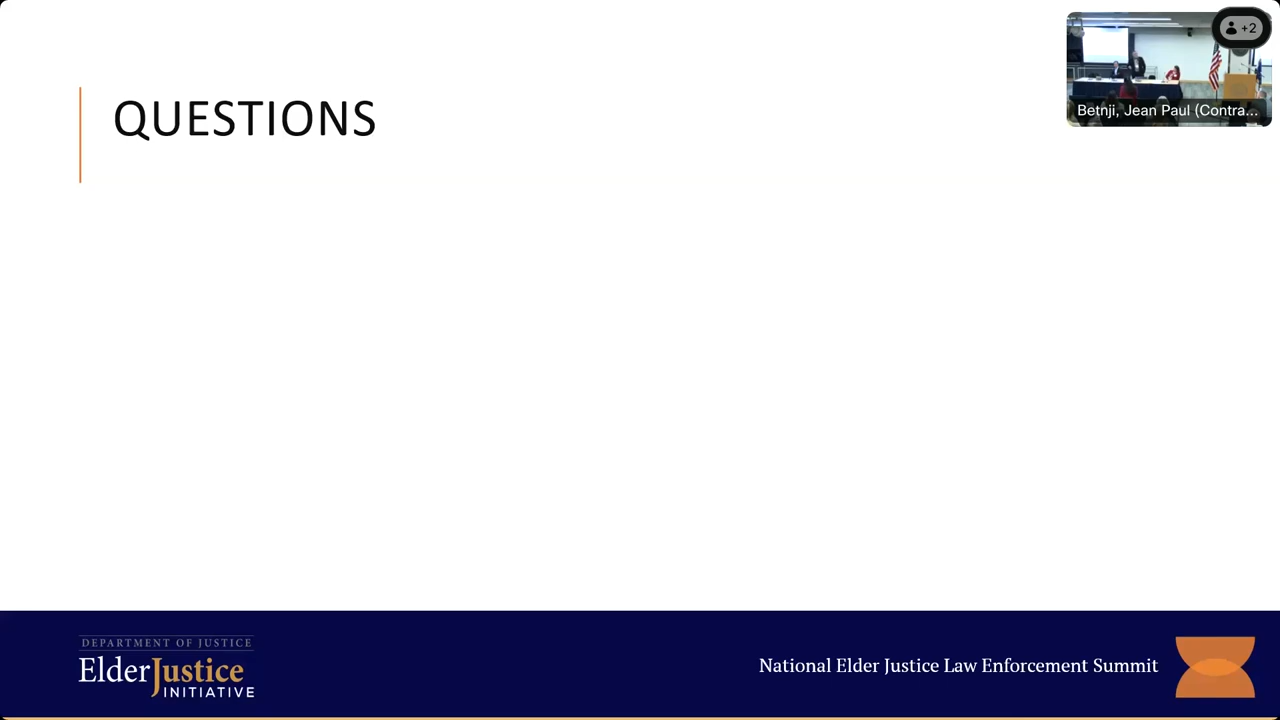 QUESTIONS
+2
Betnji, Jean Paul (Contra...
DEPARTMENT OF JUSTICE
ElderJustice
INITIATIVE
National Elder Justice Law Enforcement Summit